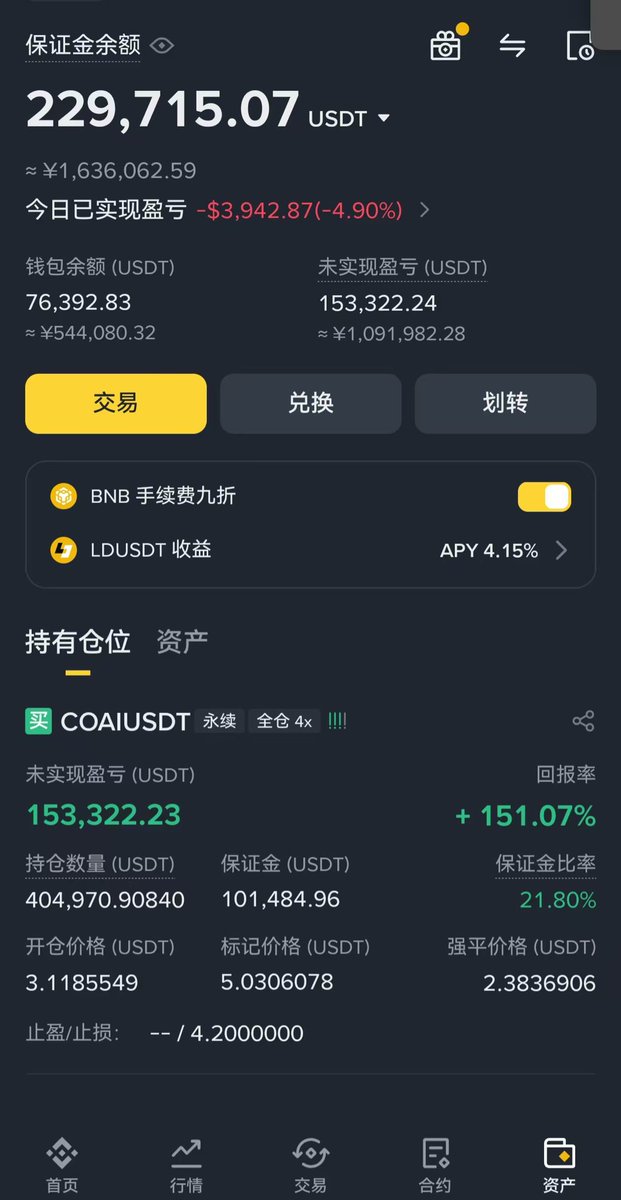 保证金余额
229,715.07 USDT
≈ ¥1,636,062.59
今日已实现盈亏 -$3,942.87(-4.90%)
钱包余额 (USDT) 未实现盈亏 (USDT)
76,392.83 153,322.24
≈ ¥544,080.32 ≈ ¥1,091,982.28
交易 兑换 划转
BNB 手续费九折
LDUSDT 收益 APY 4.15%
持有仓位 资产
买 COAIUSDT 永续 全仓 4x !!!!
未实现盈亏 (USDT) 回报率
153,322.23 + 151.07%
持仓数量 (USDT) 保证金 (USDT) 保证金比率
404,970.90840 101,484.96 21.80%
开仓价格 (USDT) 标记价格 (USDT) 强平价格 (USDT)
3.1185549 5.0306078 2.3836906
止盈/止损: -- / 4.2000000
首页 行情 交易 合约 资产